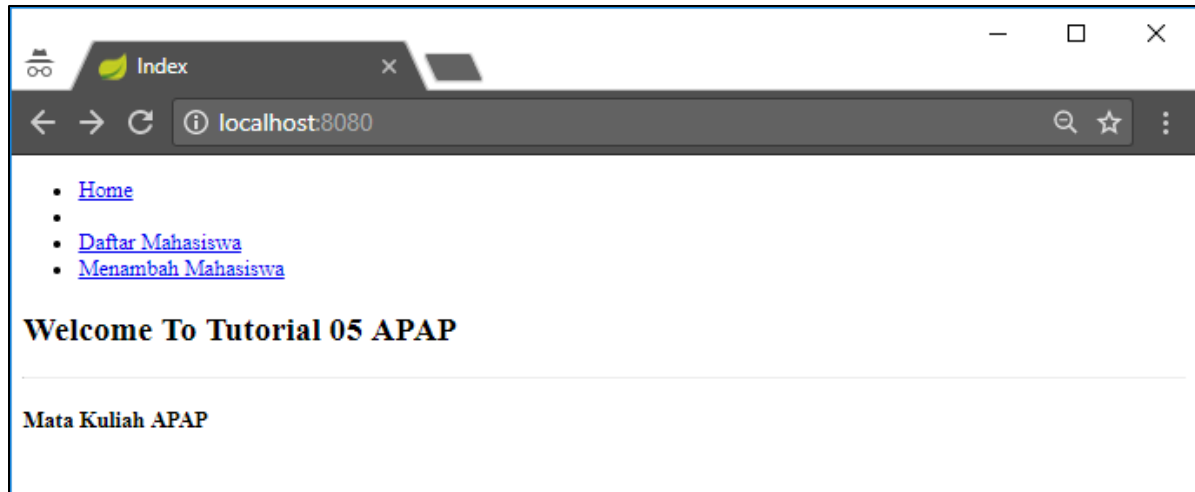 Index
localhost:8080
Home
Daftar Mahasiswa
Menambah Mahasiswa
Welcome To Tutorial 05 APAP
Mata Kuliah APAP